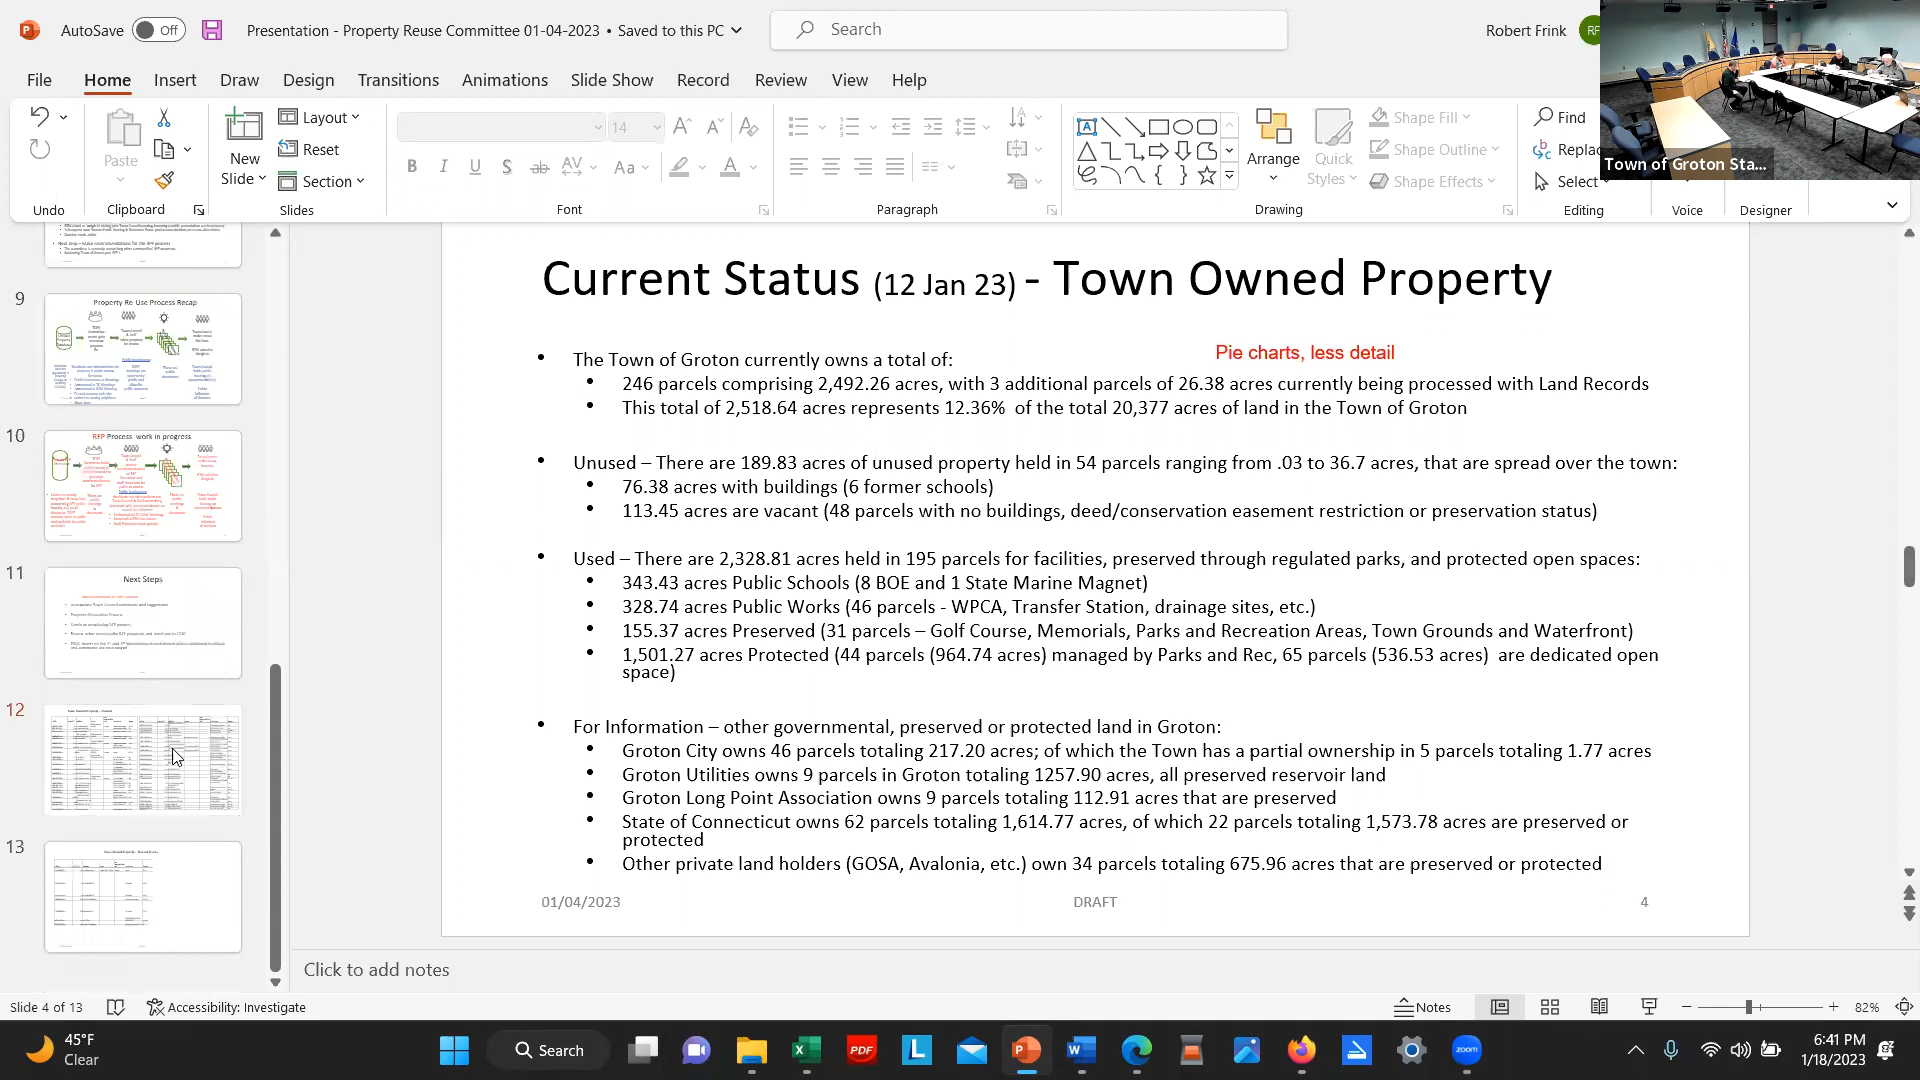 AutoSave Off Presentation - Property Reuse Committee 01-04-2023 • Saved to this PC Search Robert Frink RF
File Home Insert Draw Design Transitions Animations Slide Show Record Review View Help
Paste Layout Reset Section New Slide
14
Arrange Quick Styles Shape Fill Shape Outline Shape Effects
Find Replac Select
Town of Groton Sta...
Undo Clipboard Slides Font Paragraph Drawing Editing Voice Designer
9
Property Re Use Process Recap
10
RFP Process work in progress
11
Next Steps
12
13
Current Status (12 Jan 23) - Town Owned Property
Pie charts, less detail
• The Town of Groton currently owns a total of:
• 246 parcels comprising 2,492.26 acres, with 3 additional parcels of 26.38 acres currently being processed with Land Records
• This total of 2,518.64 acres represents 12.36% of the total 20,377 acres of land in the Town of Groton
• Unused – There are 189.83 acres of unused property held in 54 parcels ranging from .03 to 36.7 acres, that are spread over the town:
• 76.38 acres with buildings (6 former schools)
• 113.45 acres are vacant (48 parcels with no buildings, deed/conservation easement restriction or preservation status)
• Used – There are 2,328.81 acres held in 195 parcels for facilities, preserved through regulated parks, and protected open spaces:
• 343.43 acres Public Schools (8 BOE and 1 State Marine Magnet)
• 328.74 acres Public Works (46 parcels - WPCA, Transfer Station, drainage sites, etc.)
• 155.37 acres Preserved (31 parcels – Golf Course, Memorials, Parks and Recreation Areas, Town Grounds and Waterfront)
• 1,501.27 acres Protected (44 parcels (964.74 acres) managed by Parks and Rec, 65 parcels (536.53 acres) are dedicated open
space)
• For Information – other governmental, preserved or protected land in Groton:
• Groton City owns 46 parcels totaling 217.20 acres; of which the Town has a partial ownership in 5 parcels totaling 1.77 acres
• Groton Utilities owns 9 parcels in Groton totaling 1257.90 acres, all preserved reservoir land
• Groton Long Point Association owns 9 parcels totaling 112.91 acres that are preserved
• State of Connecticut owns 62 parcels totaling 1,614.77 acres, of which 22 parcels totaling 1,573.78 acres are preserved or
protected
• Other private land holders (GOSA, Avalonia, etc.) own 34 parcels totaling 675.96 acres that are preserved or protected
01/04/2023 DRAFT 4
Click to add notes
Slide 4 of 13 Accessibility: Investigate Notes 82%
45°F
Clear
Search
PDF
zoom
6:41 PM
1/18/2023